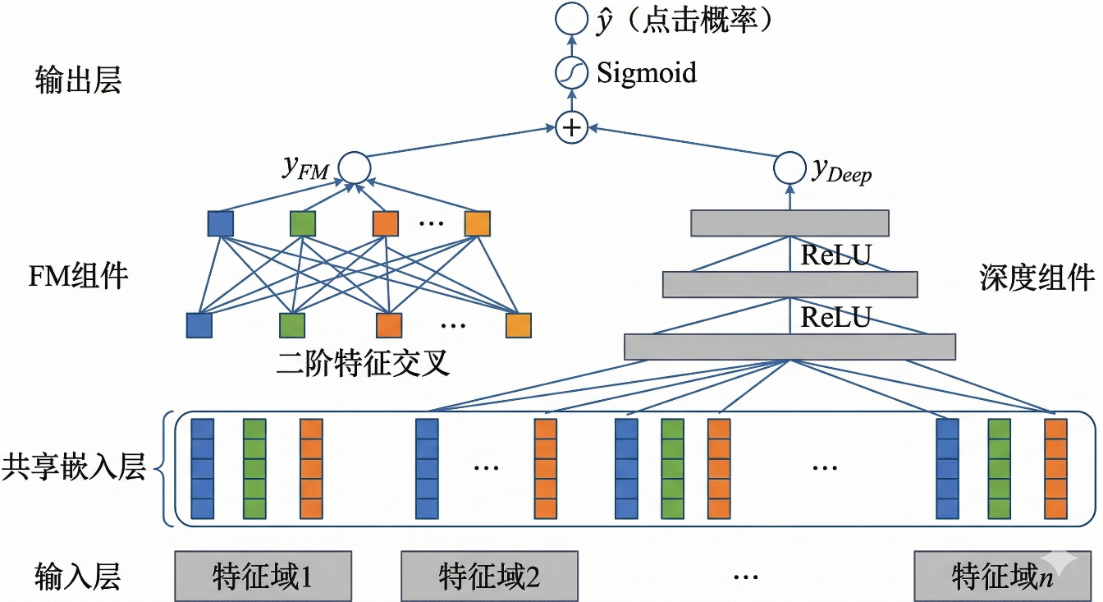 ŷ（点击概率）
输出层
Sigmoid
+
y_FM
y_Deep
...
ReLU
FM组件
深度组件
ReLU
...
二阶特征交叉
共享嵌入层
...
...
输入层
特征域1
特征域2
...
特征域n